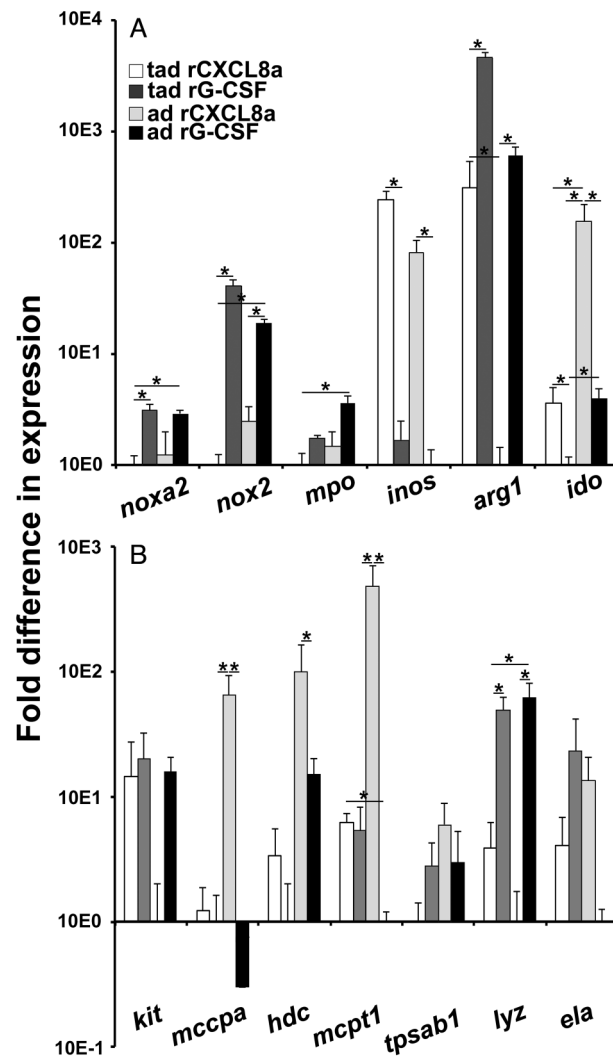 A
tad rCXCL8a
tad rG-CSF
ad rCXCL8a
ad rG-CSF
10E4
10E3
10E2
10E1
10E0
* * * * * * * * * * * * * * * *
noxa2 nox2 mpo inos arg1 ido
Fold difference in expression
B
10E3
10E2
10E1
10E0
10E-1
** * ** * * * *
kit mccpa hdc mcpt1 tpsab1 lyz ela